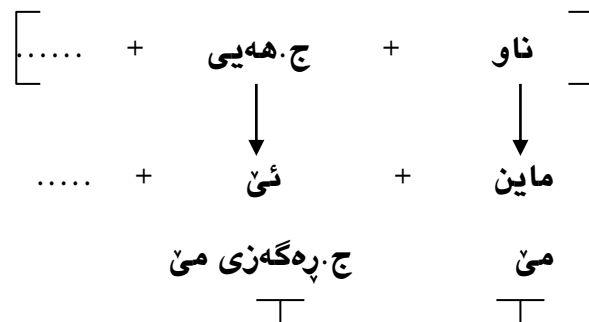 ناو + ج.هەیی + ......
ماین + ئێ + .....
مێ ج.ڕەگەزی مێ